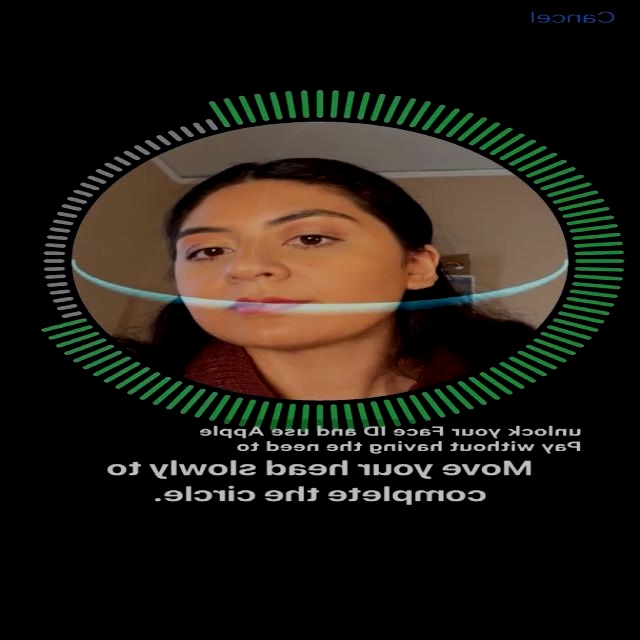 Cancel
unlock your Face ID and use Apple
Pay without having the need to
Move your head slowly to
complete the circle.